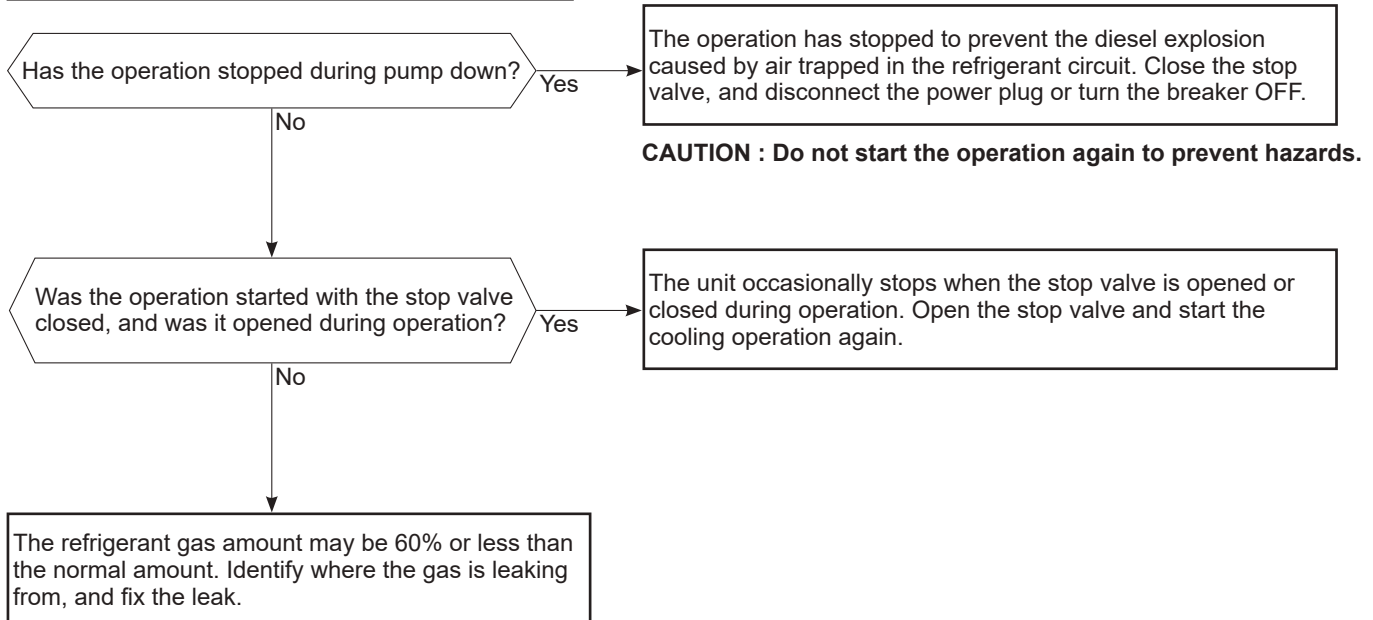 Has the operation stopped during pump down?
Yes
The operation has stopped to prevent the diesel explosion
caused by air trapped in the refrigerant circuit. Close the stop
valve, and disconnect the power plug or turn the breaker OFF.
CAUTION : Do not start the operation again to prevent hazards.
No
Was the operation started with the stop valve
closed, and was it opened during operation?
Yes
The unit occasionally stops when the stop valve is opened or
closed during operation. Open the stop valve and start the
cooling operation again.
No
The refrigerant gas amount may be 60% or less than
the normal amount. Identify where the gas is leaking
from, and fix the leak.